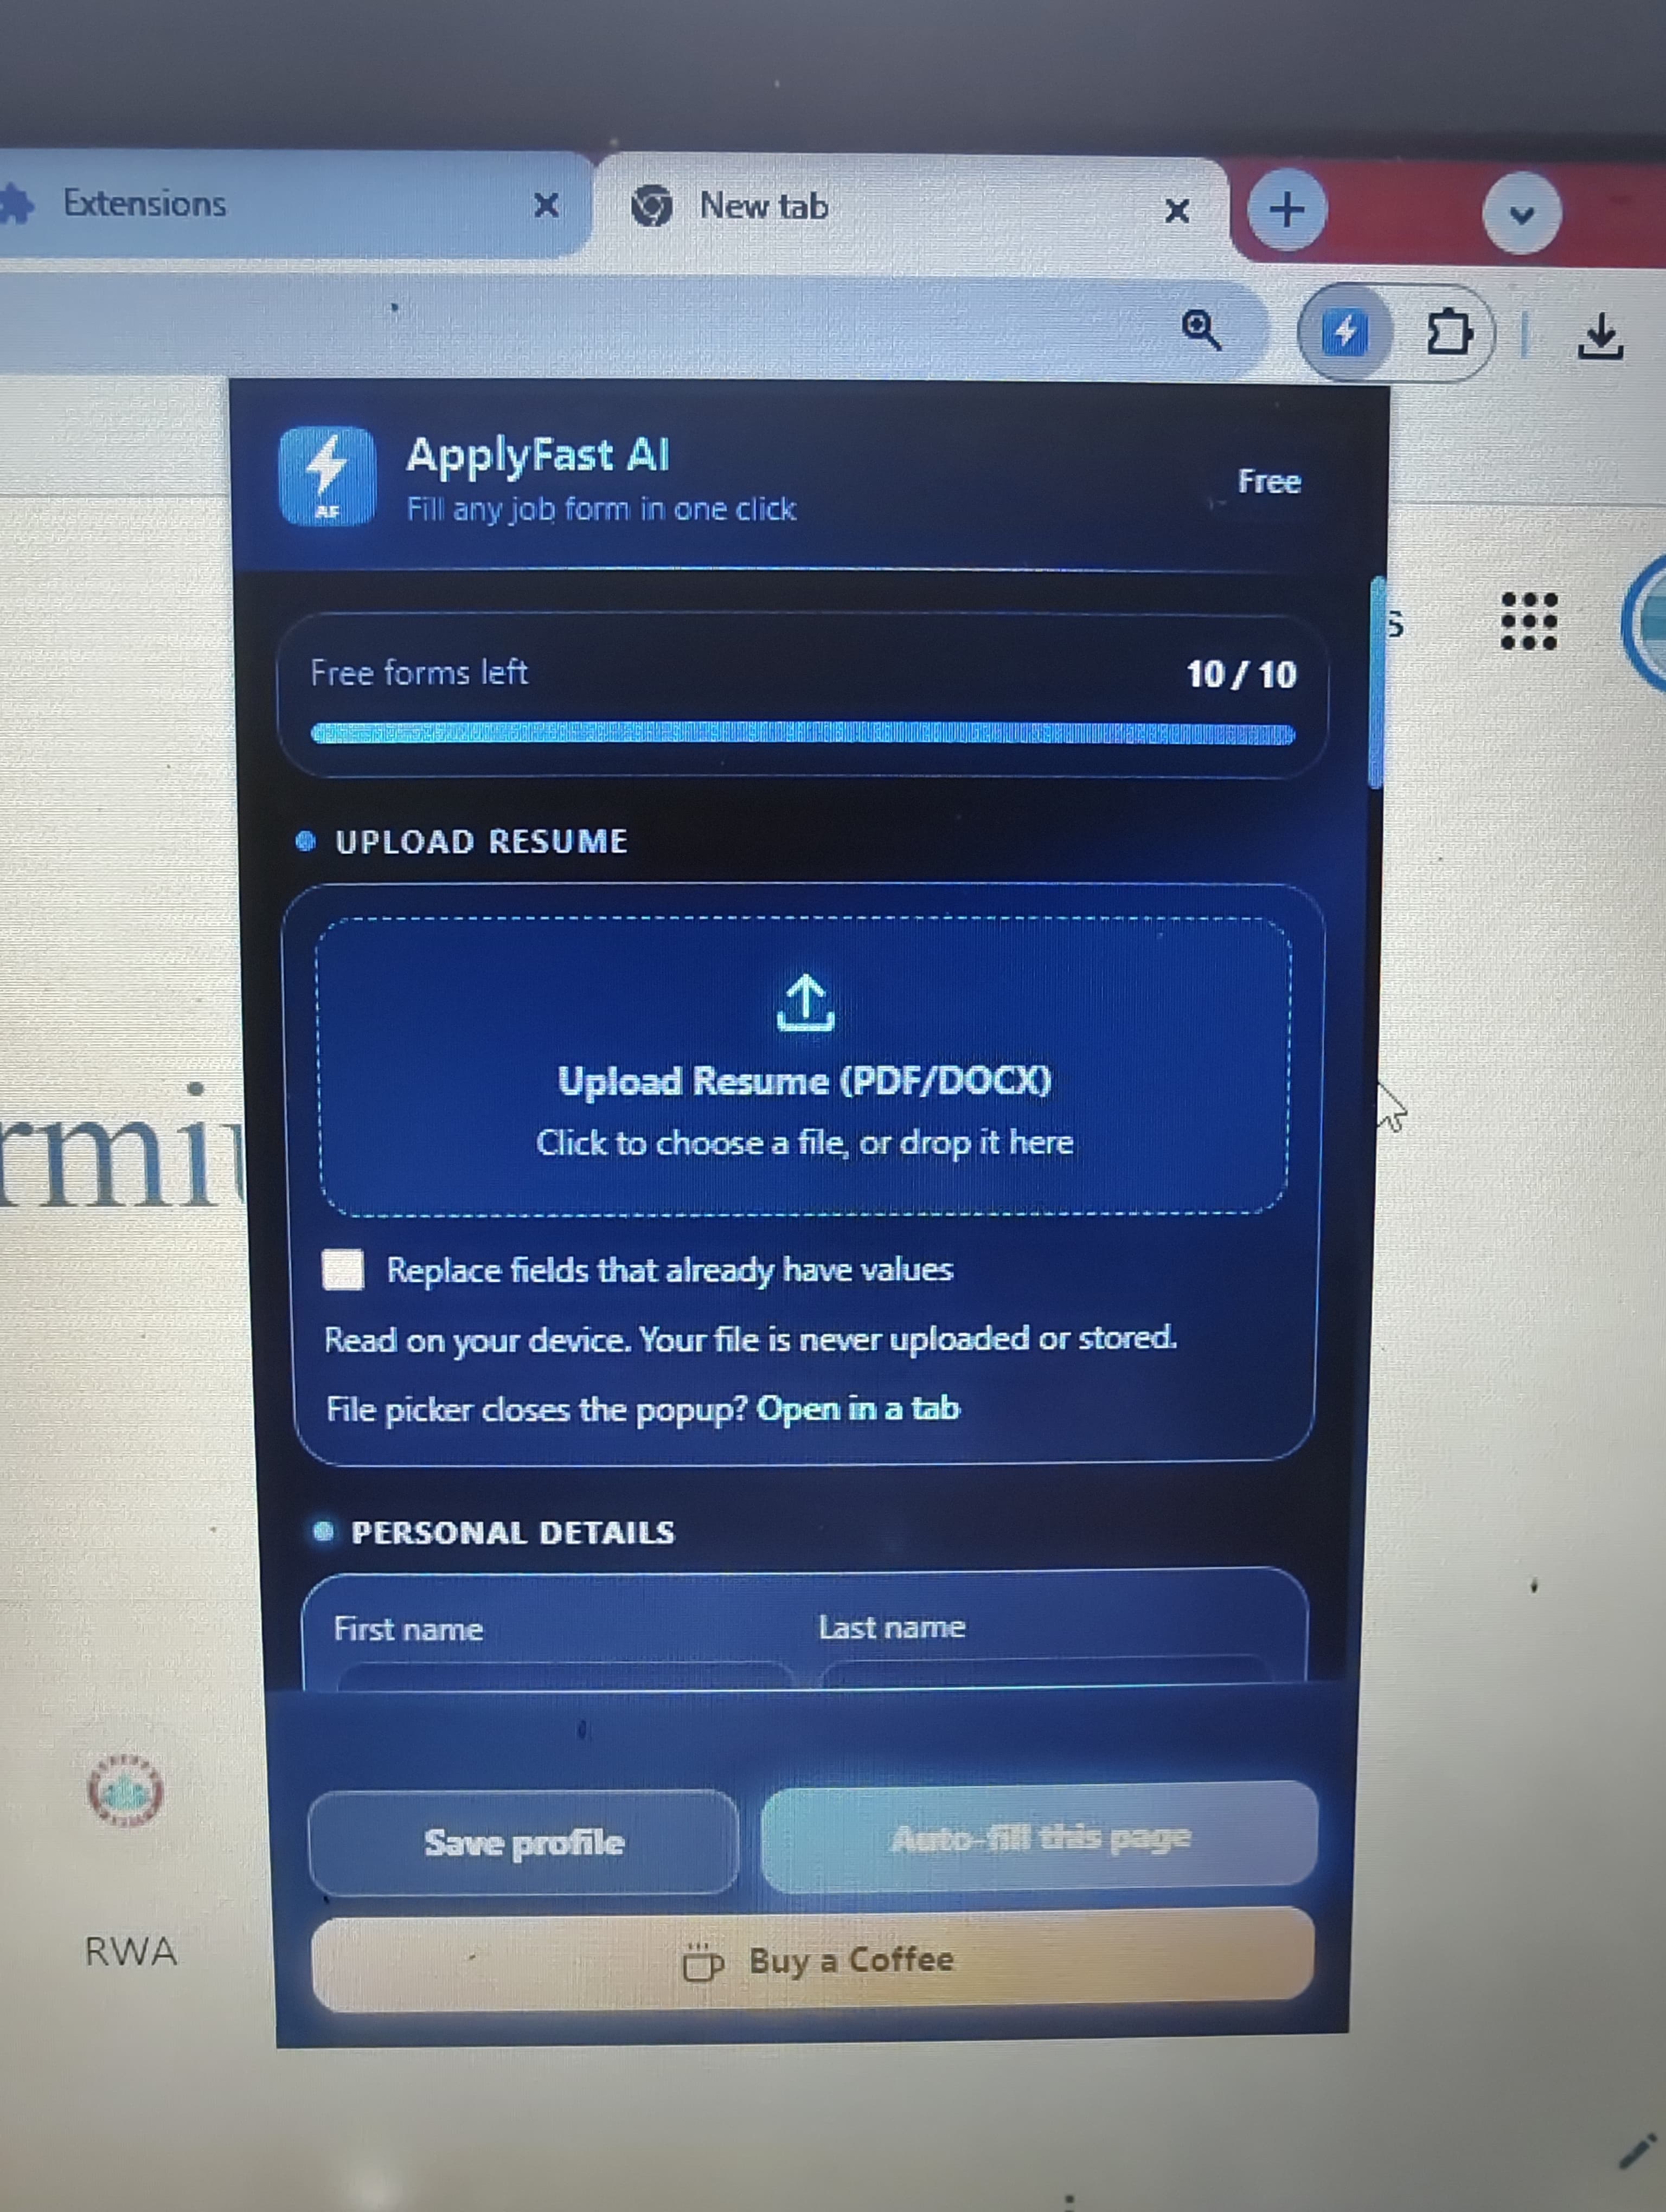 Extensions
New tab
ApplyFast AI
Fill any job form in one click
Free
AF
Free forms left
10 / 10
UPLOAD RESUME
Upload Resume (PDF/DOCX)
Click to choose a file, or drop it here
Replace fields that already have values
Read on your device. Your file is never uploaded or stored.
File picker closes the popup? Open in a tab
PERSONAL DETAILS
First name
Last name
Save profile
Auto-fill this page
Buy a Coffee
RWA